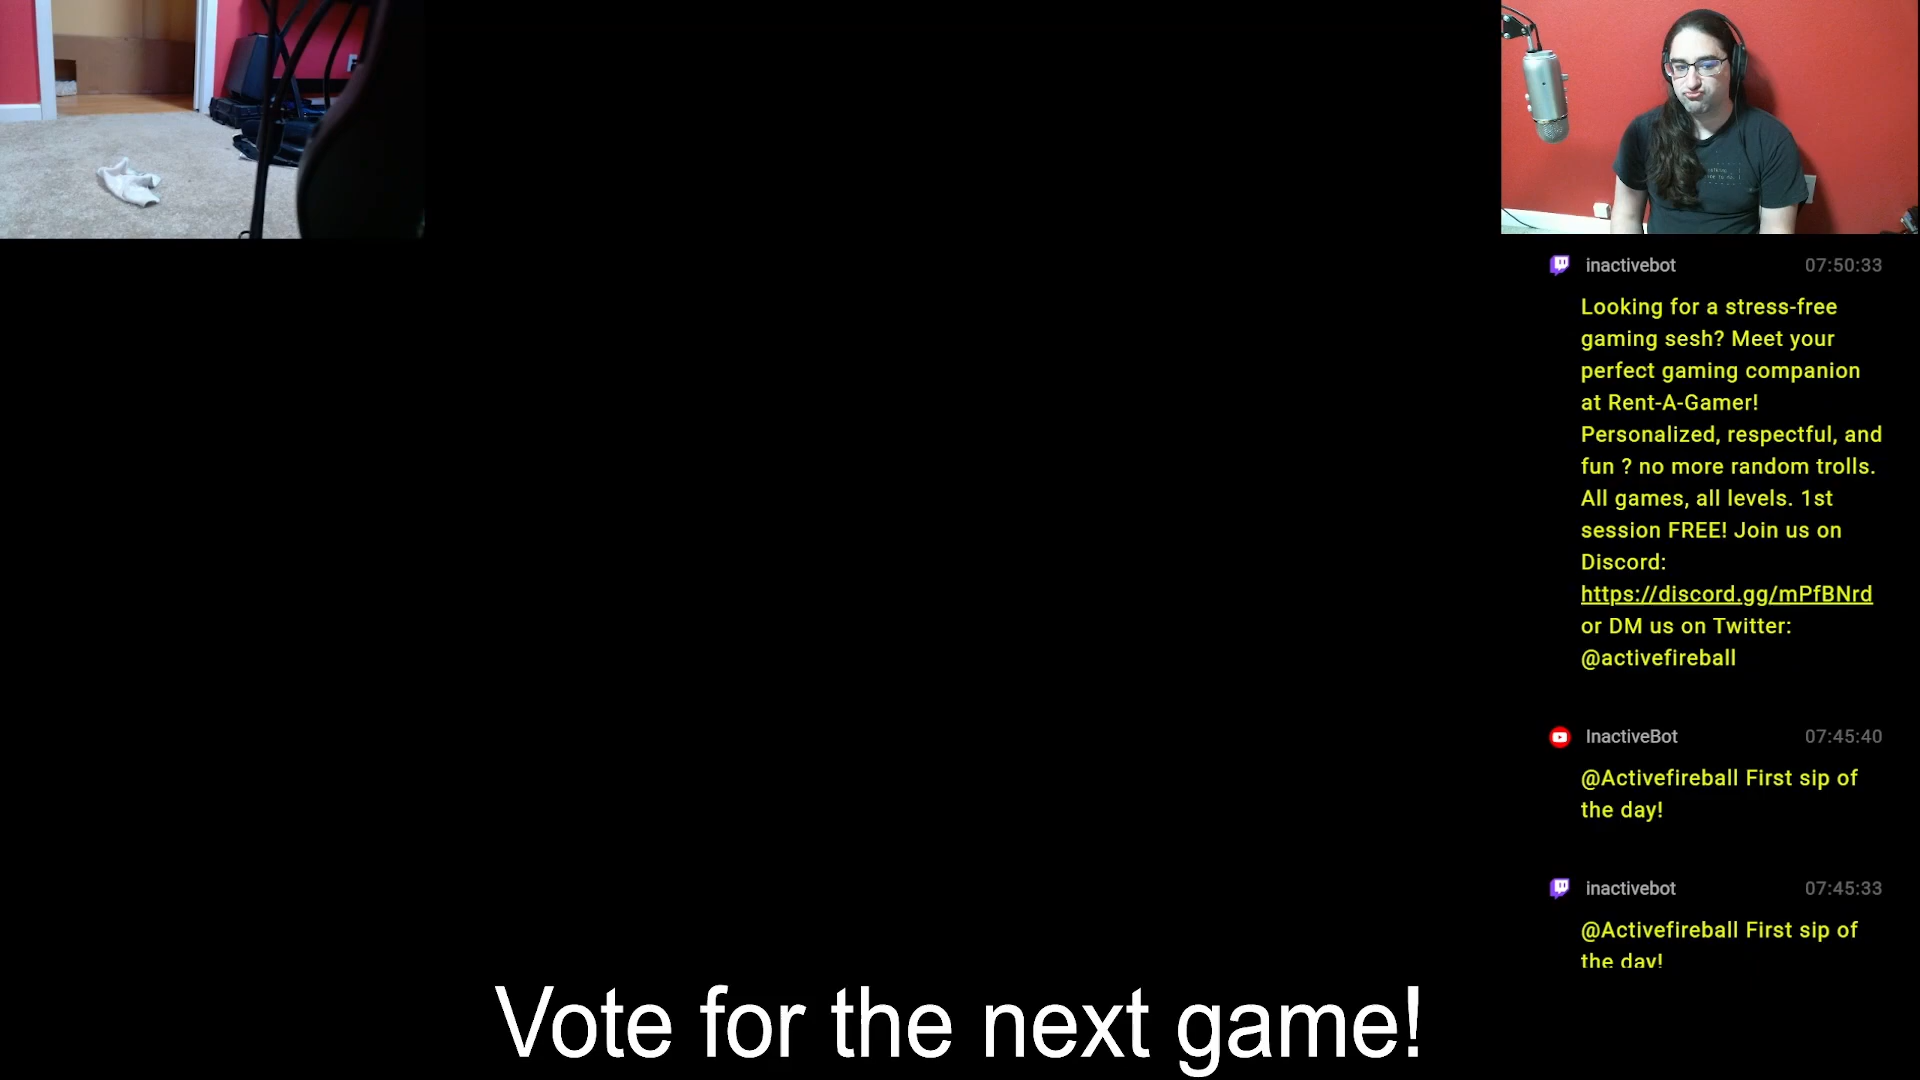 inactivebot 07:50:33
Looking for a stress-free
gaming sesh? Meet your
perfect gaming companion
at Rent-A-Gamer!
Personalized, respectful, and
fun ? no more random trolls.
All games, all levels. 1st
session FREE! Join us on
Discord:
https://discord.gg/mPfBNrd
or DM us on Twitter:
@activefireball
InactiveBot 07:45:40
@Activefireball First sip of
the day!
inactivebot 07:45:33
@Activefireball First sip of
the day!
Vote for the next game!